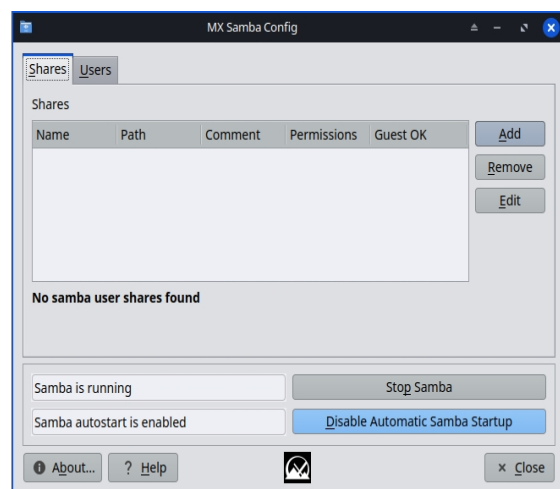 MX Samba Config
Shares Users
Shares
Name Path Comment Permissions Guest OK
Add
Remove
Edit
No samba user shares found
Samba is running
Stop Samba
Samba autostart is enabled
Disable Automatic Samba Startup
About...
? Help
× Close